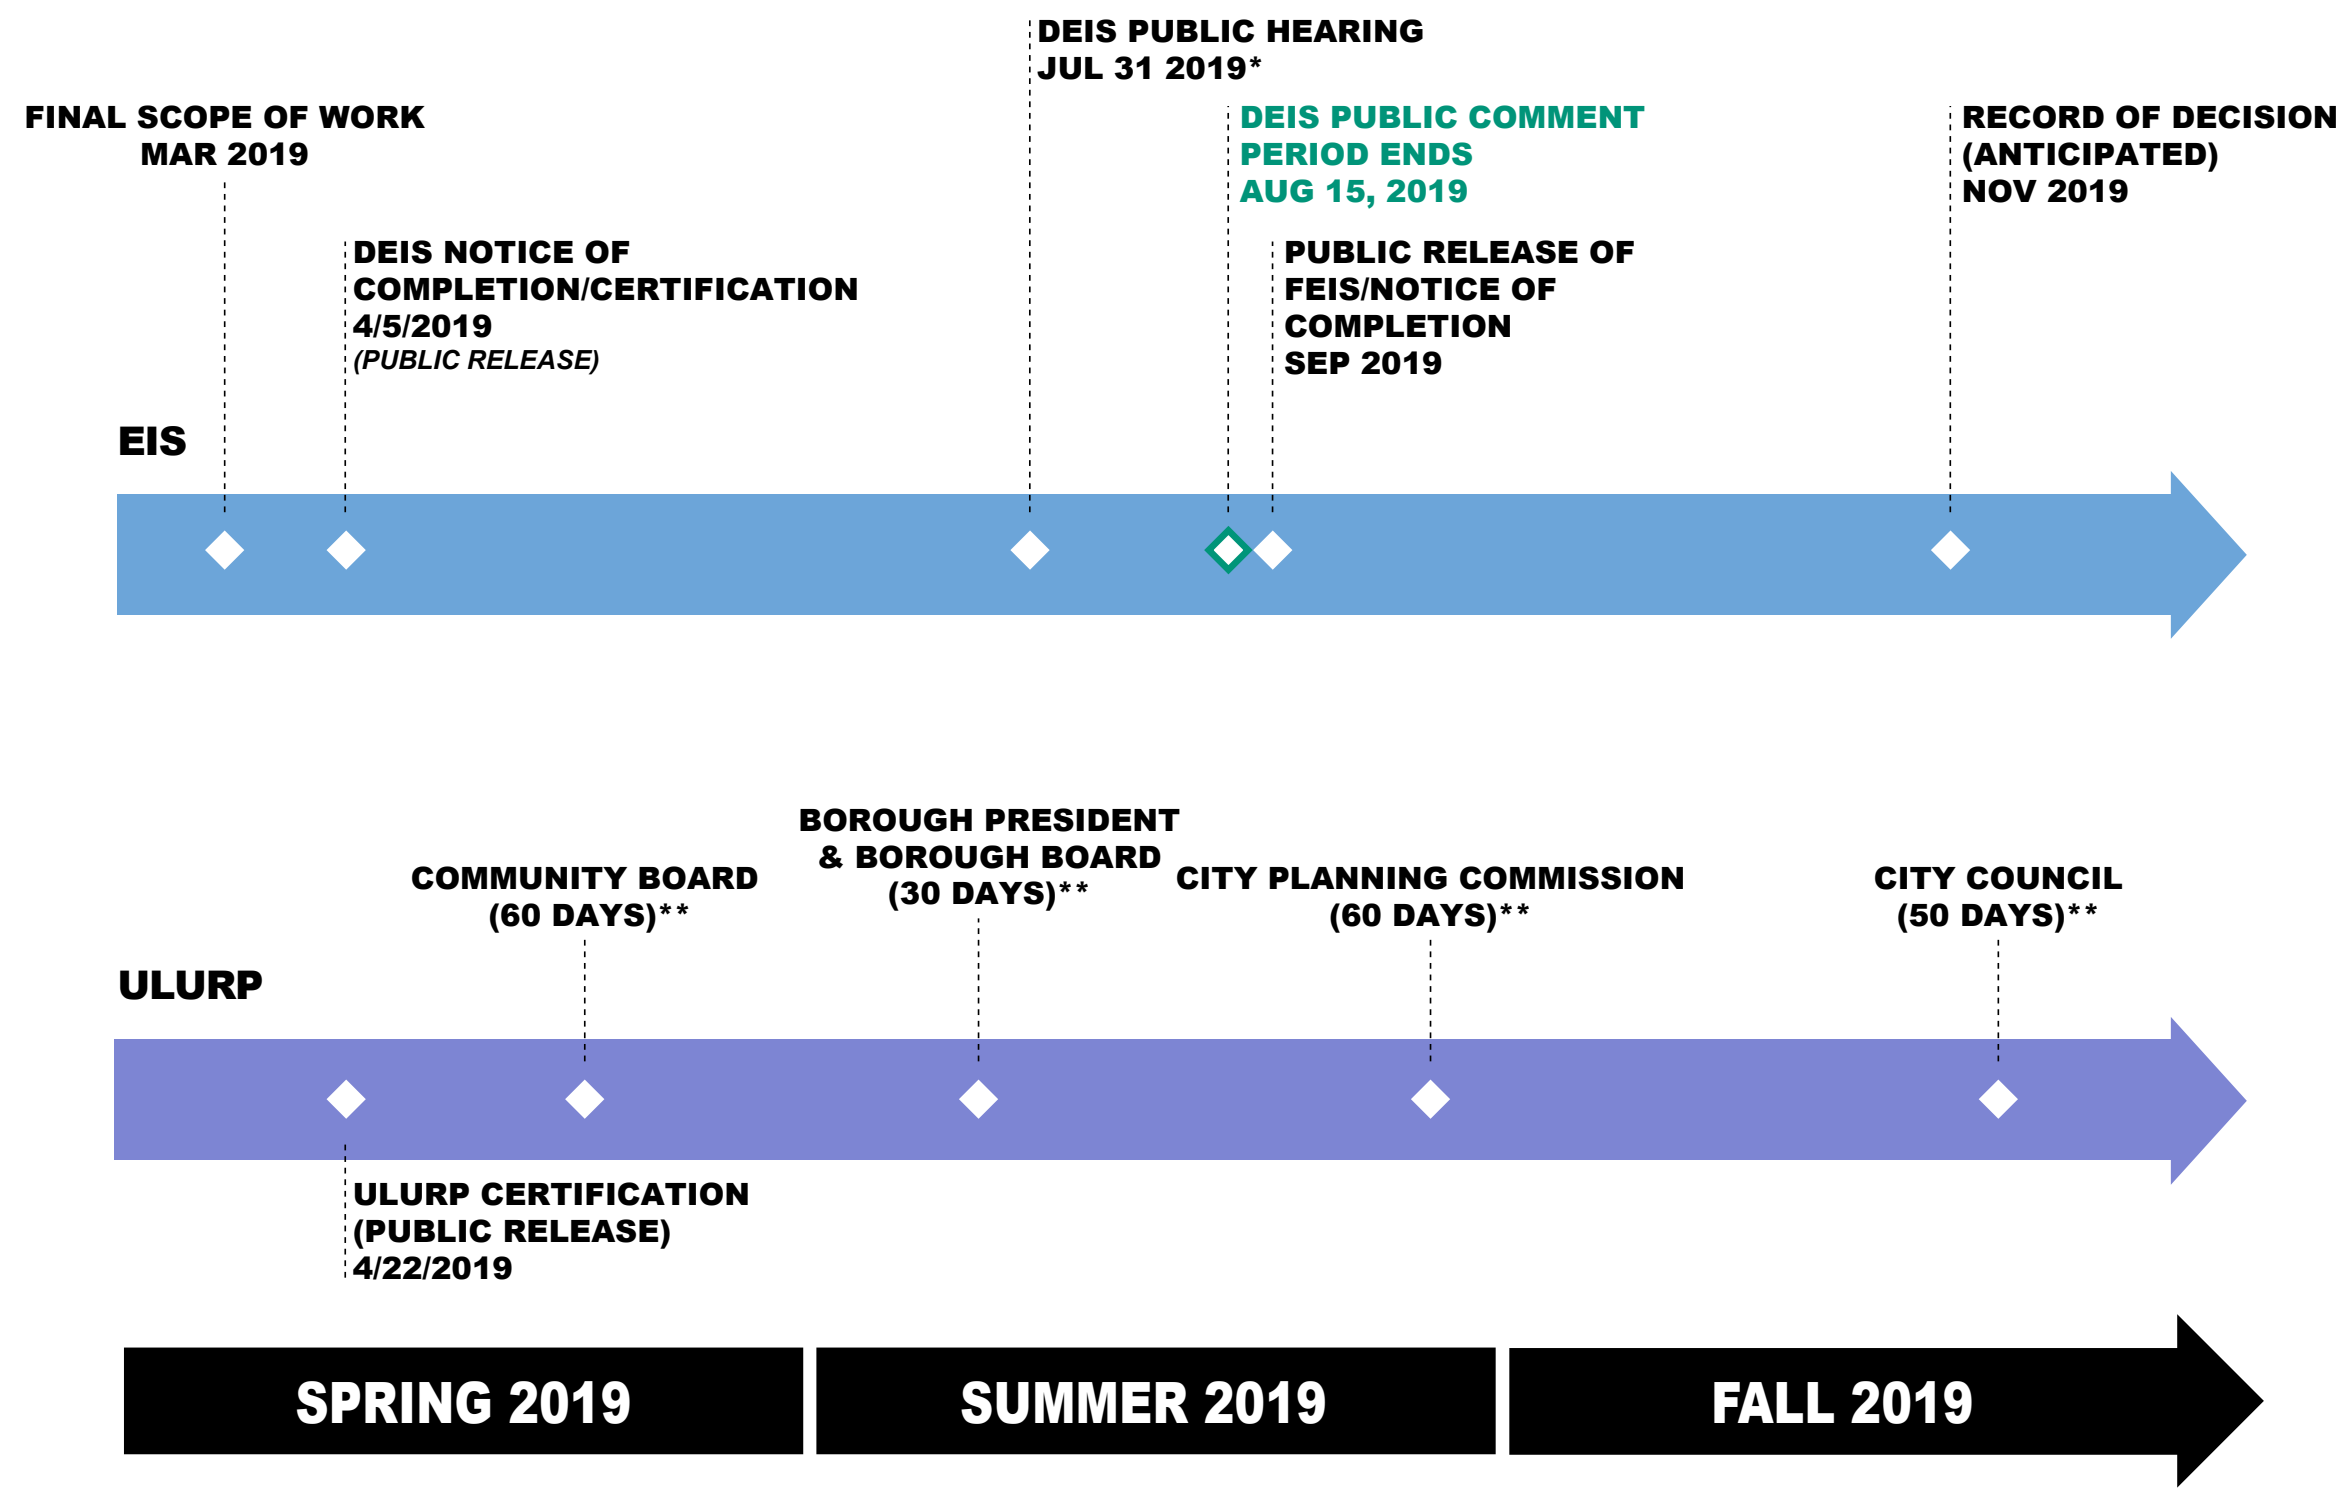 DEIS PUBLIC HEARING
JUL 31 2019*
FINAL SCOPE OF WORK
MAR 2019
DEIS PUBLIC COMMENT
PERIOD ENDS
AUG 15, 2019
RECORD OF DECISION
(ANTICIPATED)
NOV 2019
DEIS NOTICE OF
COMPLETION/CERTIFICATION
4/5/2019
(PUBLIC RELEASE)
PUBLIC RELEASE OF
FEIS/NOTICE OF
COMPLETION
SEP 2019
EIS
BOROUGH PRESIDENT
& BOROUGH BOARD
(30 DAYS)**
COMMUNITY BOARD
(60 DAYS)**
CITY PLANNING COMMISSION
(60 DAYS)**
CITY COUNCIL
(50 DAYS)**
ULURP
ULURP CERTIFICATION
(PUBLIC RELEASE)
4/22/2019
SPRING 2019
SUMMER 2019
FALL 2019